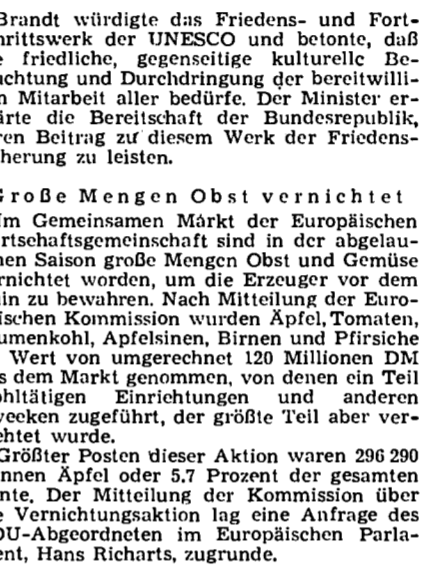 Brandt würdigte das Friedens- und Fort-
hrittswerk der UNESCO und betonte, daß
e friedliche, gegenseitige kulturelle Be-
uchtung und Durchdringung der bereitwilli-
n Mitarbeit aller bedürfe. Der Minister er-
ärte die Bereitschaft der Bundesrepublik,
ren Beitrag zu diesem Werk der Friedens-
cherung zu leisten.
Große Mengen Obst vernichtet
Im Gemeinsamen Markt der Europäischen
irtschaftsgemeinschaft sind in der abgelau-
nen Saison große Mengen Obst und Gemüse
rnichtet worden, um die Erzeuger vor dem
in zu bewahren. Nach Mitteilung der Euro-
ischen Kommission wurden Äpfel, Tomaten,
umenkohl, Apfelsinen, Birnen und Pfirsiche
Wert von umgerechnet 120 Millionen DM
s dem Markt genommen, von denen ein Teil
ohltätigen Einrichtungen und anderen
wecken zugeführt, der größte Teil aber ver-
chtet wurde.
Größter Posten dieser Aktion waren 296 290
nnen Äpfel oder 5,7 Prozent der gesamten
nte. Der Mitteilung der Kommission über
e Vernichtungsaktion lag eine Anfrage des
DU-Abgeordneten im Europäischen Parla-
ent, Hans Richarts, zugrunde.